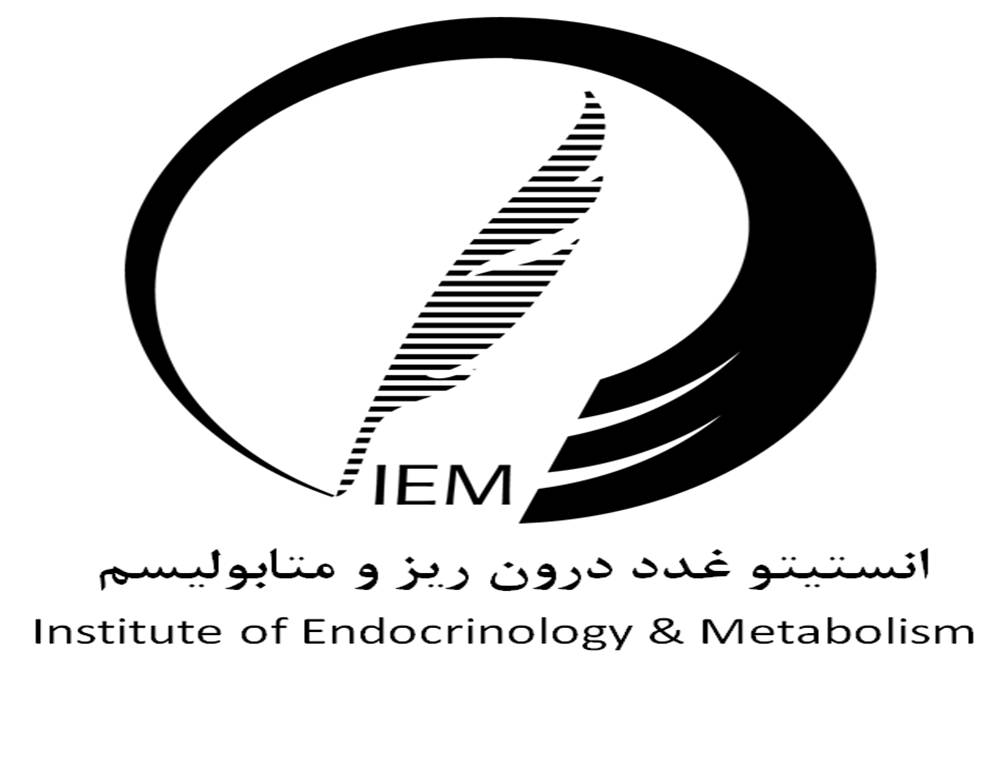 IEM
انستیتو غدد درون ریز و متابولیسم
Institute of Endocrinology & Metabolism